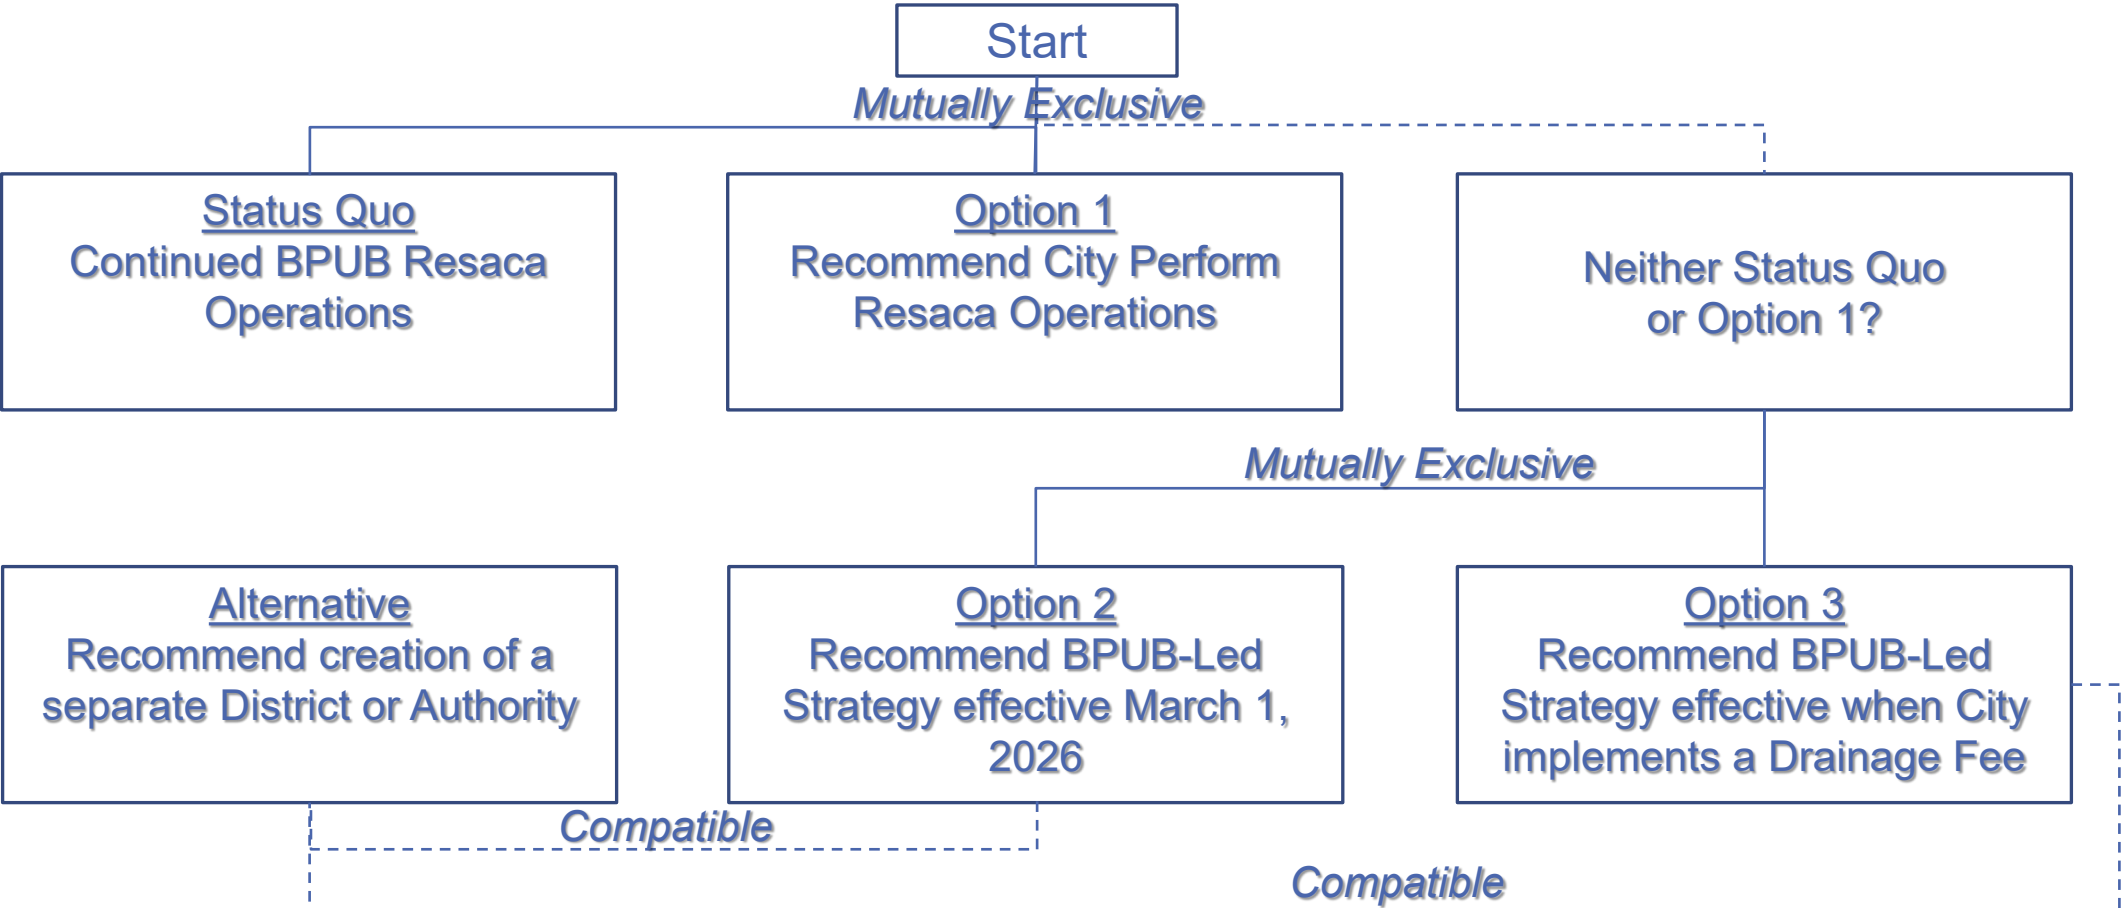 Start
Mutually Exclusive
Status Quo
Continued BPUB Resaca
Operations
Option 1
Recommend City Perform
Resaca Operations
Neither Status Quo
or Option 1?
Mutually Exclusive
Alternative
Recommend creation of a
separate District or Authority
Option 2
Recommend BPUB-Led
Strategy effective March 1,
2026
Option 3
Recommend BPUB-Led
Strategy effective when City
implements a Drainage Fee
Compatible
Compatible